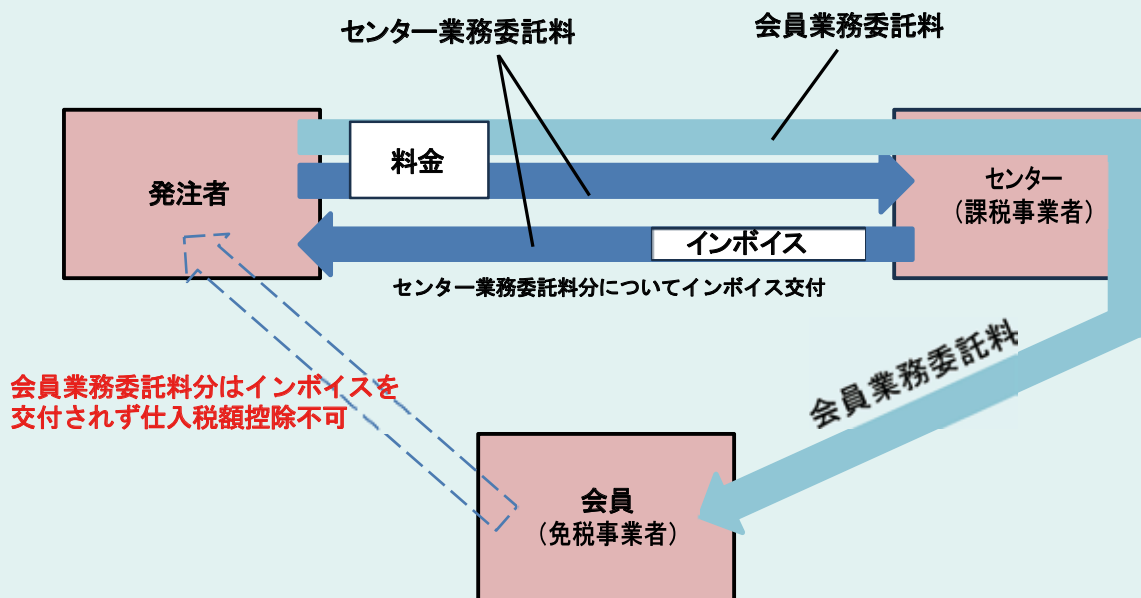 センター業務委託料
会員業務委託料
料金
発注者
センター
（課税事業者）
インボイス
センター業務委託料分についてインボイス交付
会員業務委託料
会員業務委託料分はインボイスを
交付されず仕入税額控除不可
会員
（免税事業者）